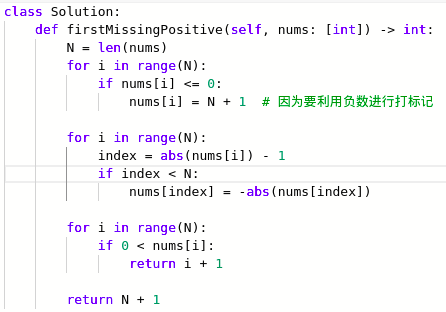 class Solution:
    def firstMissingPositive(self, nums: [int]) -> int:
        N = len(nums)
        for i in range(N):
            if nums[i] <= 0:
                nums[i] = N + 1  # 因为要利用负数进行打标记
        for i in range(N):
            index = abs(nums[i]) - 1
            if index < N:
                nums[index] = -abs(nums[index])
        for i in range(N):
            if 0 < nums[i]:
                return i + 1
        return N + 1